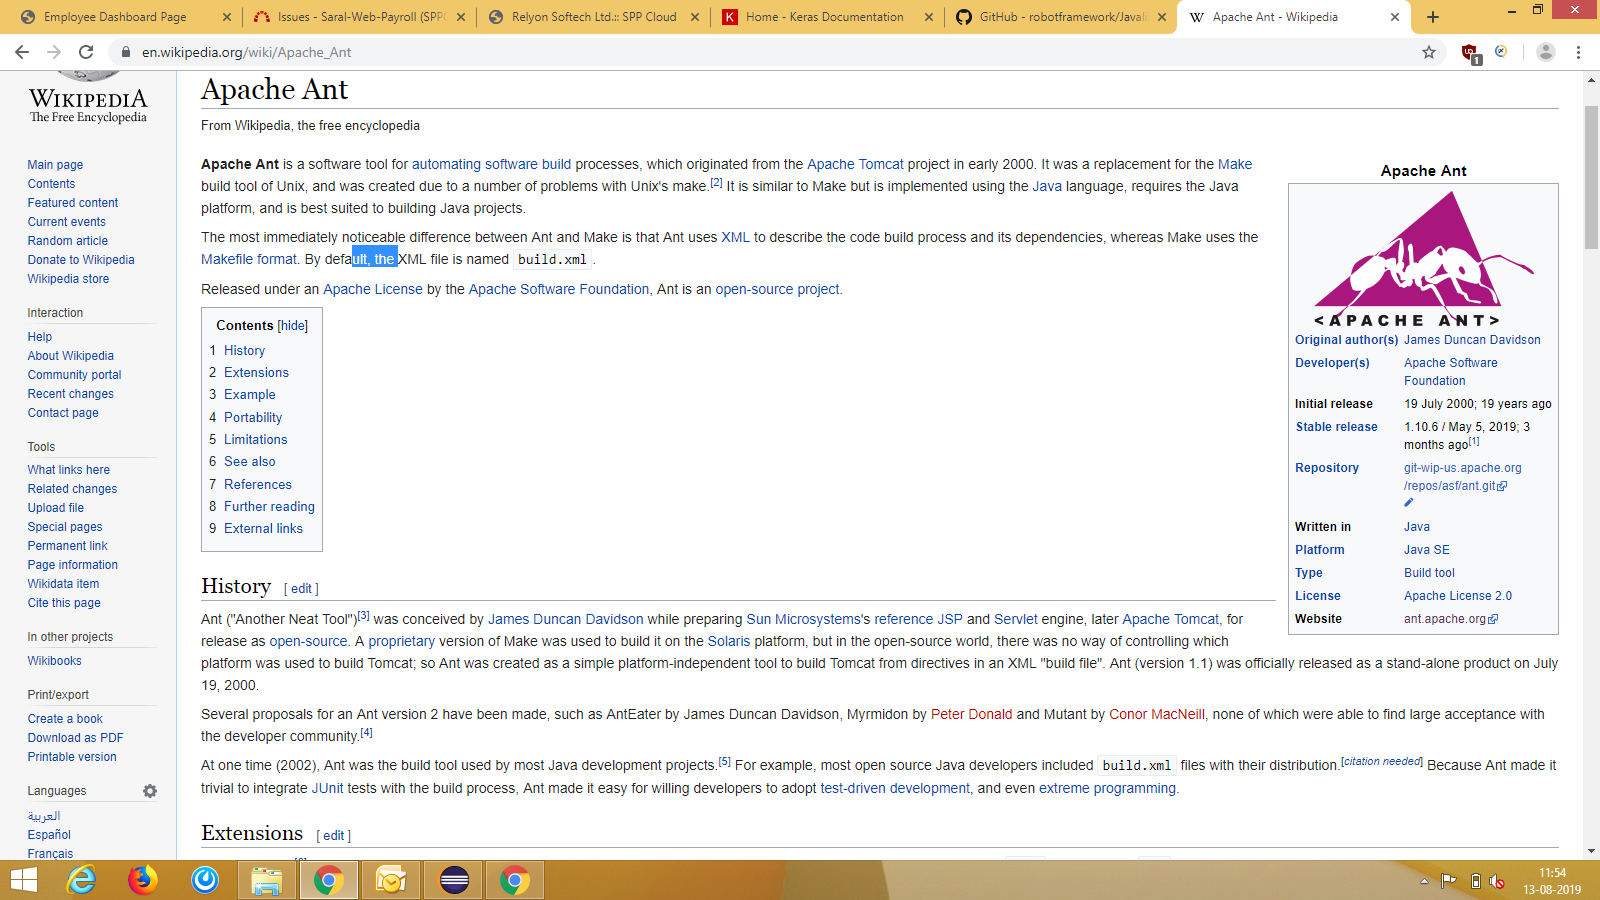 Employee Dashboard Page
Issues - Saral-Web-Payroll (SPPC
Relyon Softech Ltd.:: SPP Cloud
Home - Keras Documentation
GitHub - robotframework/Javali
Apache Ant - Wikipedia
en.wikipedia.org/wiki/Apache_Ant
1
WIKIPEDIA
The Free Encyclopedia
Main page
Contents
Featured content
Current events
Random article
Donate to Wikipedia
Wikipedia store
Interaction
Help
About Wikipedia
Community portal
Recent changes
Contact page
Tools
What links here
Related changes
Upload file
Special pages
Permanent link
Page information
Wikidata item
Cite this page
In other projects
Wikibooks
Print/export
Create a book
Download as PDF
Printable version
Languages
العربية
Español
Français
Apache Ant
From Wikipedia, the free encyclopedia
Apache Ant is a software tool for automating software build processes, which originated from the Apache Tomcat project in early 2000. It was a replacement for the Make
build tool of Unix, and was created due to a number of problems with Unix's make.[2] It is similar to Make but is implemented using the Java language, requires the Java
platform, and is best suited to building Java projects.
The most immediately noticeable difference between Ant and Make is that Ant uses XML to describe the code build process and its dependencies, whereas Make uses the
Makefile format. By default, the XML file is named build.xml.
Released under an Apache License by the Apache Software Foundation, Ant is an open-source project.
Contents [hide]
1 History
2 Extensions
3 Example
4 Portability
5 Limitations
6 See also
7 References
8 Further reading
9 External links
Apache Ant
<APACHE ANT>
Original author(s) James Duncan Davidson
Developer(s) Apache Software
Foundation
Initial release 19 July 2000; 19 years ago
Stable release 1.10.6 / May 5, 2019; 3
months ago[1]
Repository git-wip-us.apache.org
/repos/asf/ant.git
Written in Java
Platform Java SE
Type Build tool
License Apache License 2.0
Website ant.apache.org
History [ edit ]
Ant ("Another Neat Tool")[3] was conceived by James Duncan Davidson while preparing Sun Microsystems's reference JSP and Servlet engine, later Apache Tomcat, for
release as open-source. A proprietary version of Make was used to build it on the Solaris platform, but in the open-source world, there was no way of controlling which
platform was used to build Tomcat; so Ant was created as a simple platform-independent tool to build Tomcat from directives in an XML "build file". Ant (version 1.1) was officially released as a stand-alone product on July
19, 2000.
Several proposals for an Ant version 2 have been made, such as AntEater by James Duncan Davidson, Myrmidon by Peter Donald and Mutant by Conor MacNeill, none of which were able to find large acceptance with
the developer community.[4]
At one time (2002), Ant was the build tool used by most Java development projects.[5] For example, most open source Java developers included build.xml files with their distribution.[citation needed] Because Ant made it
trivial to integrate JUnit tests with the build process, Ant made it easy for willing developers to adopt test-driven development, and even extreme programming.
Extensions [ edit ]
11:54
13-08-2019